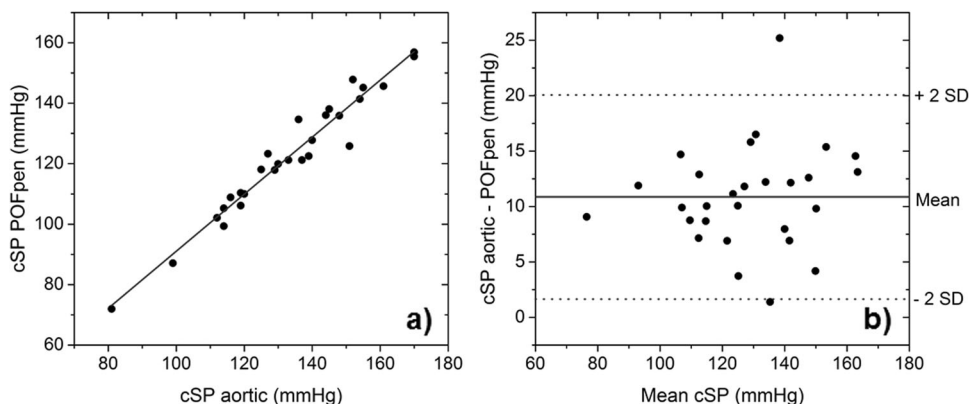 160
140
120
100
80
60
80 100 120 140 160 180
cSP POFpen (mmHg)
cSP aortic (mmHg)
a)
25
20
15
10
5
0
60 80 100 120 140 160 180
cSP aortic - POFpen (mmHg)
Mean cSP (mmHg)
+ 2 SD
Mean
- 2 SD
b)